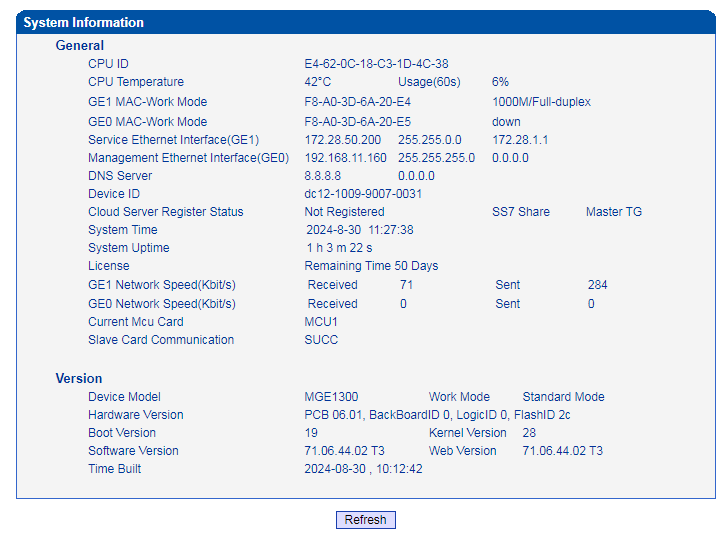 System Information
General
CPU ID E4-62-0C-18-C3-1D-4C-38
CPU Temperature 42°C Usage(60s) 6%
GE1 MAC-Work Mode F8-A0-3D-6A-20-E4 1000M/Full-duplex
GE0 MAC-Work Mode F8-A0-3D-6A-20-E5 down
Service Ethernet Interface(GE1) 172.28.50.200 255.255.0.0 172.28.1.1
Management Ethernet Interface(GE0) 192.168.11.160 255.255.255.0 0.0.0.0
DNS Server 8.8.8.8 0.0.0.0
Device ID dc12-1009-9007-0031
Cloud Server Register Status Not Registered SS7 Share Master TG
System Time 2024-8-30 11:27:38
System Uptime 1 h 3 m 22 s
License Remaining Time 50 Days
GE1 Network Speed(Kbit/s) Received 71 Sent 284
GE0 Network Speed(Kbit/s) Received 0 Sent 0
Current Mcu Card MCU1
Slave Card Communication SUCC
Version
Device Model MGE1300 Work Mode Standard Mode
Hardware Version PCB 06.01, BackBoardID 0, LogicID 0, FlashID 2c
Boot Version 19 Kernel Version 28
Software Version 71.06.44.02 T3 Web Version 71.06.44.02 T3
Time Built 2024-08-30 , 10:12:42
Refresh